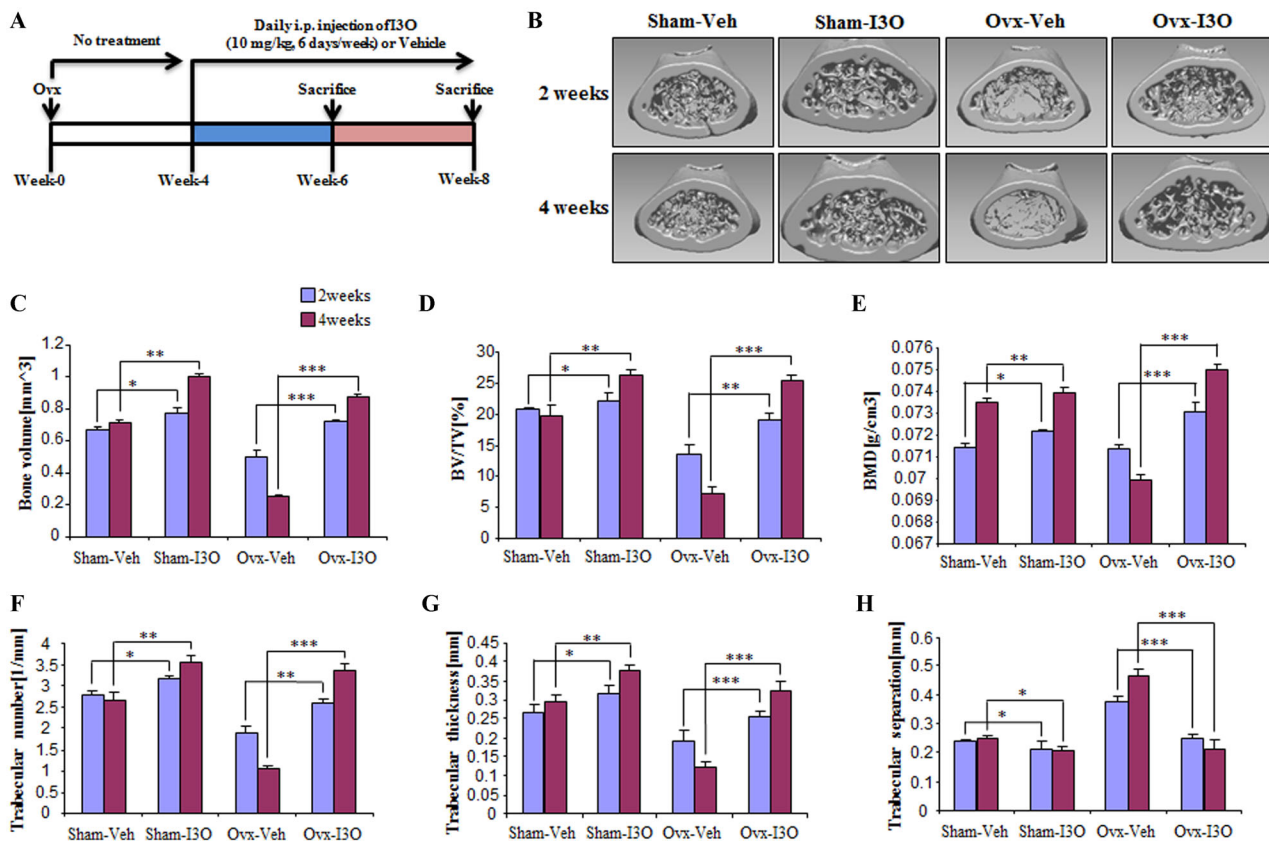 A
No treatment
Daily i.p. injection of I3O
(10 mg/kg, 6 days/week) or Vehicle
Ovx
Sacrifice
Sacrifice
Week-0
Week-4
Week-6
Week-8
B
Sham-Veh
Sham-I3O
Ovx-Veh
Ovx-I3O
2 weeks
4 weeks
C
2weeks
4weeks
Bone volume[mm^3]
1.2
1
0.8
0.6
0.4
0.2
0
*
**
***
***
Sham-Veh
Sham-I3O
Ovx-Veh
Ovx-I3O
D
BV/TV[%]
30
25
20
15
10
5
0
*
**
**
***
Sham-Veh
Sham-I3O
Ovx-Veh
Ovx-I3O
E
BMD[g/cm3]
0.076
0.075
0.074
0.073
0.072
0.07
0.07
0.069
0.068
0.067
*
**
***
***
Sham-Veh
Sham-I3O
Ovx-Veh
Ovx-I3O
F
Trabecular number[1/mm]
4
3.5
3
2.5
2
1.5
1
0.5
0
*
**
**
***
Sham-Veh
Sham-I3O
Ovx-Veh
Ovx-I3O
G
Trabecular thickness[mm]
0.45
0.4
0.35
0.3
0.25
0.2
0.15
0.1
0.05
0
*
**
***
***
Sham-Veh
Sham-I3O
Ovx-Veh
Ovx-I3O
H
Trabecular separation[mm]
0.6
0.5
0.4
0.3
0.2
0.1
0
*
*
***
***
Sham-Veh
Sham-I3O
Ovx-Veh
Ovx-I3O